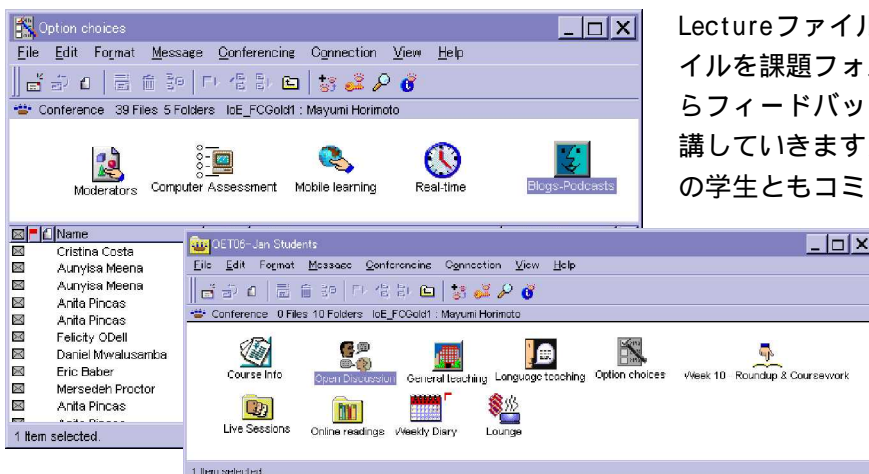 Option choices
File Edit Format Message Conferencing Connection View Help
Conference 39 Files 5 Folders IoE_FCGold1 : Mayumi Horimoto
Moderators Computer Assessment Mobile learning Real-time Blogs-Podcasts
Name
Cristina Costa
Aunyisa Meena
Aunyisa Meena
Anita Pincas
Anita Pincas
Felicity ODell
Daniel Mwalusamba
Eric Baber
Mersedeh Proctor
Anita Pincas
1 Item selected.
Lectureファイル
イルを課題フォ
らフィードバッ
講していきます
の学生ともコミ
OET06-Jan Students
File Edit Format Message Conferencing Connection View Help
Conference 0 Files 10 Folders IoE_FCGold1 : Mayumi Horimoto
Course Info Open Discussion General teaching Language teaching Option choices Week 10 Roundup & Coursework
Live Sessions Online readings Weekly Diary Lounge
1 Item selected